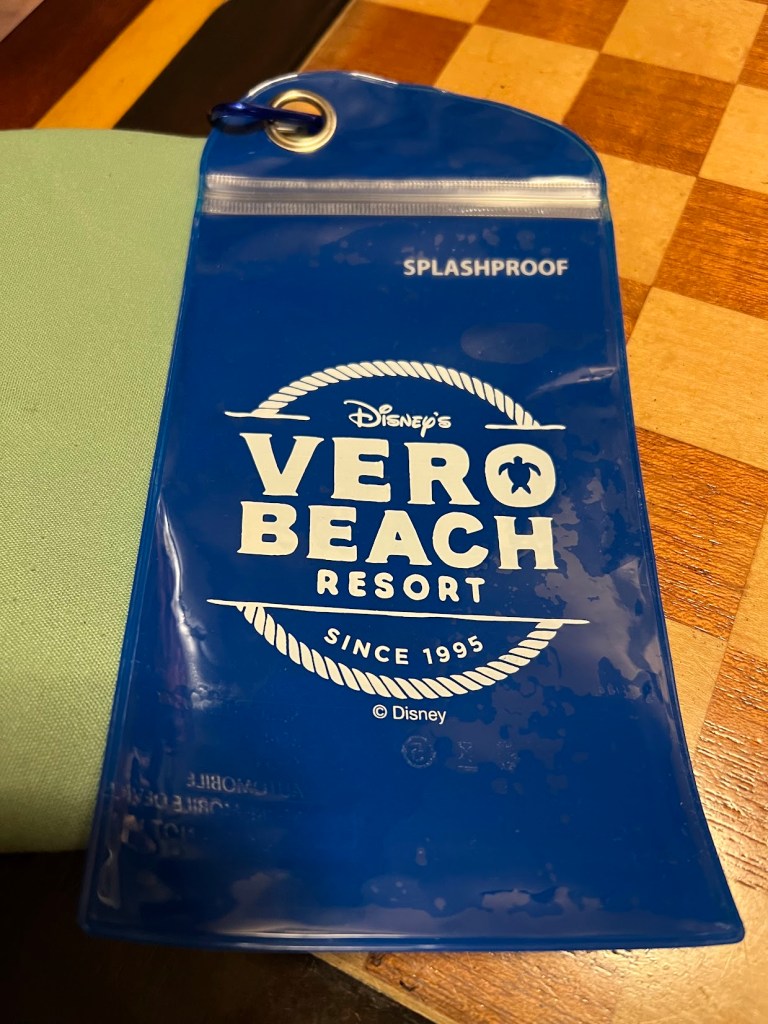 SPLASHPROOF
Disney's
VERO
BEACH
RESORT
SINCE 1995
© Disney